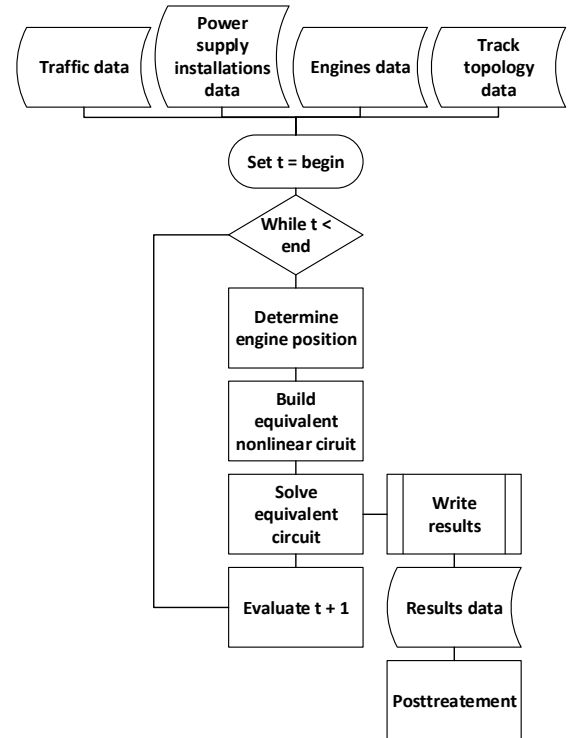 Traffic data
Power
supply
installations
data
Engines data
Track
topology
data
Set t = begin
While t <
end
Determine
engine position
Build
equivalent
nonlinear ciruit
Solve
equivalent
circuit
Write
results
Evaluate t + 1
Results data
Posttreatement